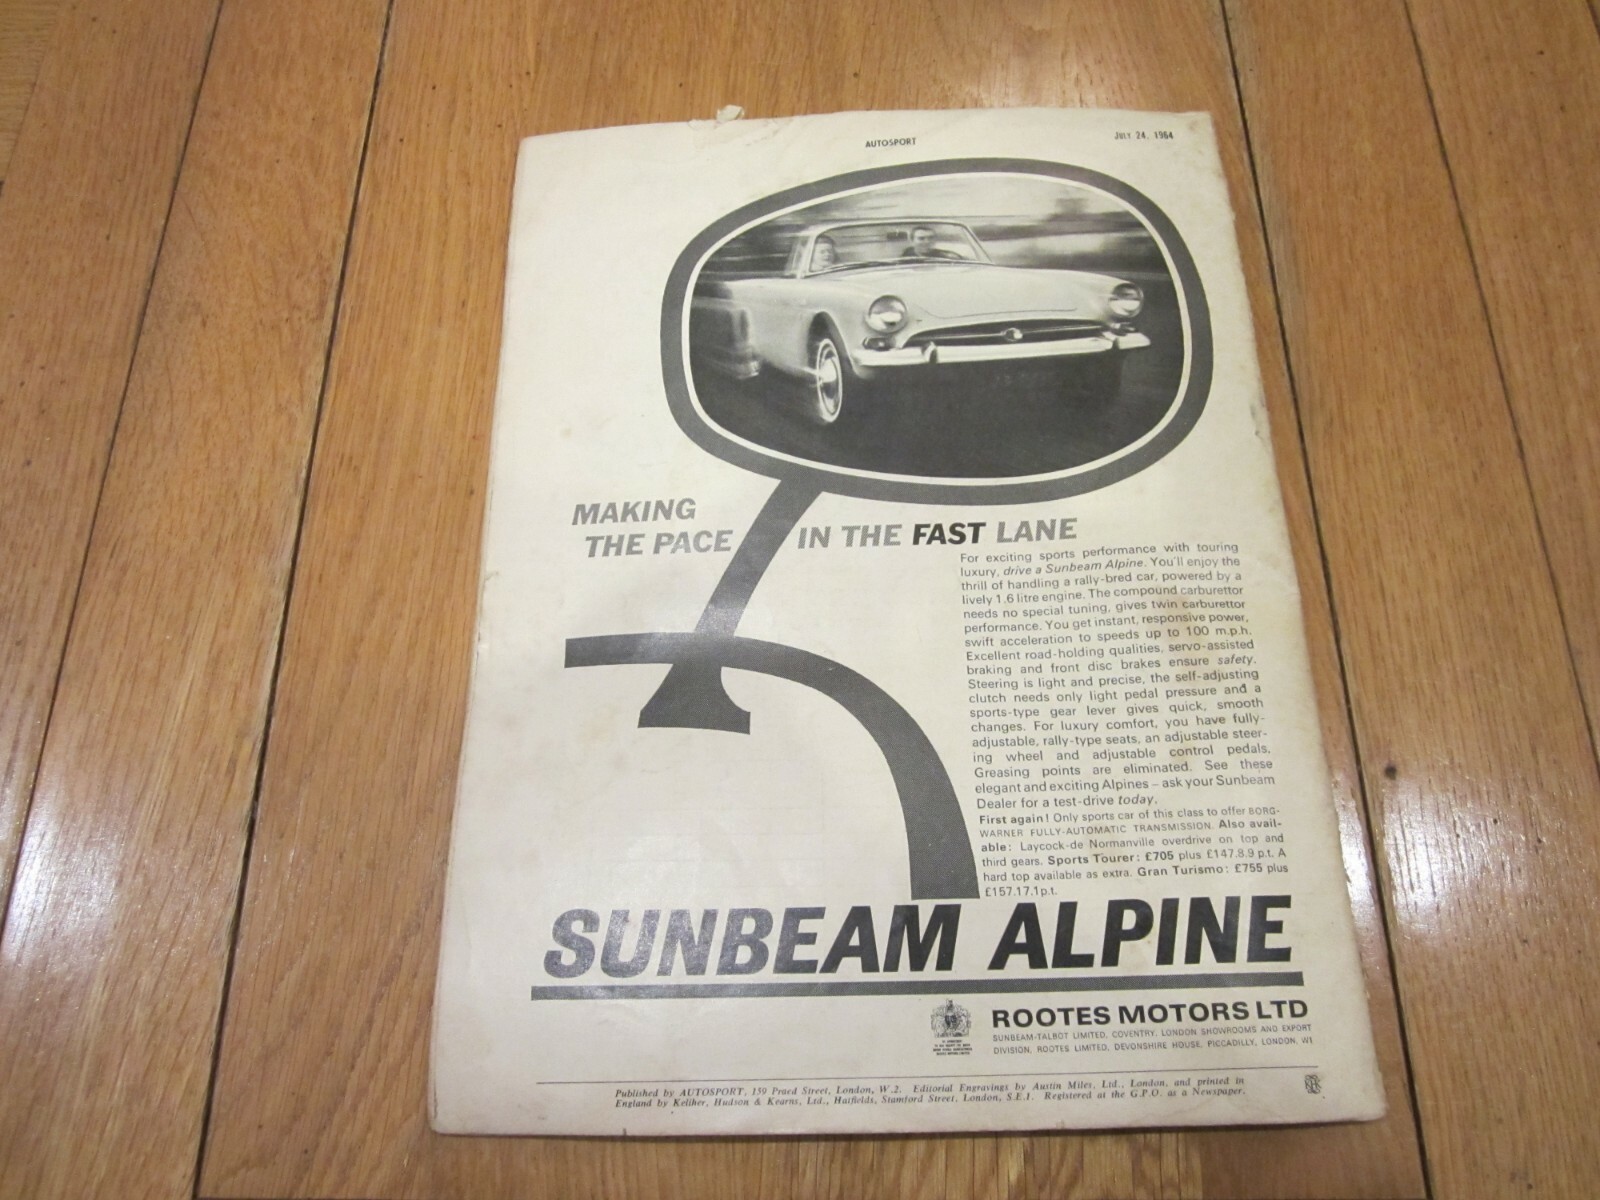 AUTOSPORT
JULY 24, 1964
MAKING
THE PACE IN THE FAST LANE
For exciting sports performance with touring
luxury, drive a Sunbeam Alpine. You'll enjoy the
thrill of handling a rally-bred car, powered by a
lively 1.6 litre engine. The compound carburettor
needs no special tuning, gives twin carburettor
performance. You get instant, responsive power,
swift acceleration to speeds up to 100 m.p.h.
Excellent road-holding qualities, servo-assisted
braking and front disc brakes ensure safety.
Steering is light and precise, the self-adjusting
clutch needs only light pedal pressure and a
sports-type gear lever gives quick, smooth
changes. For luxury comfort, you have fully-
adjustable, rally-type seats, an adjustable steer-
ing wheel and adjustable control pedals.
Greasing points are eliminated. See these
elegant and exciting Alpines – ask your Sunbeam
Dealer for a test-drive today.
First again! Only sports car of this class to offer BORG-
WARNER FULLY-AUTOMATIC TRANSMISSION. Also avail-
able: Laycock-de Normanville overdrive on top and
third gears. Sports Tourer: £705 plus £147.8.9 p.t. A
hard top available as extra. Gran Turismo: £755 plus
£157.17.1 p.t.
SUNBEAM ALPINE
ROOTES MOTORS LTD
SUNBEAM-TALBOT LIMITED, COVENTRY. LONDON SHOWROOMS AND EXPORT
DIVISION, ROOTES LIMITED, DEVONSHIRE HOUSE, PICCADILLY, LONDON, W1
Published by AUTOSPORT, 159 Praed Street, London, W.2. Editorial Engravings by Austin Miles, Ltd., London, and printed in
England by Keliher, Hudson & Kearns, Ltd., Hatfields, Stamford Street, London, S.E.1. Registered at the G.P.O. as a Newspaper.